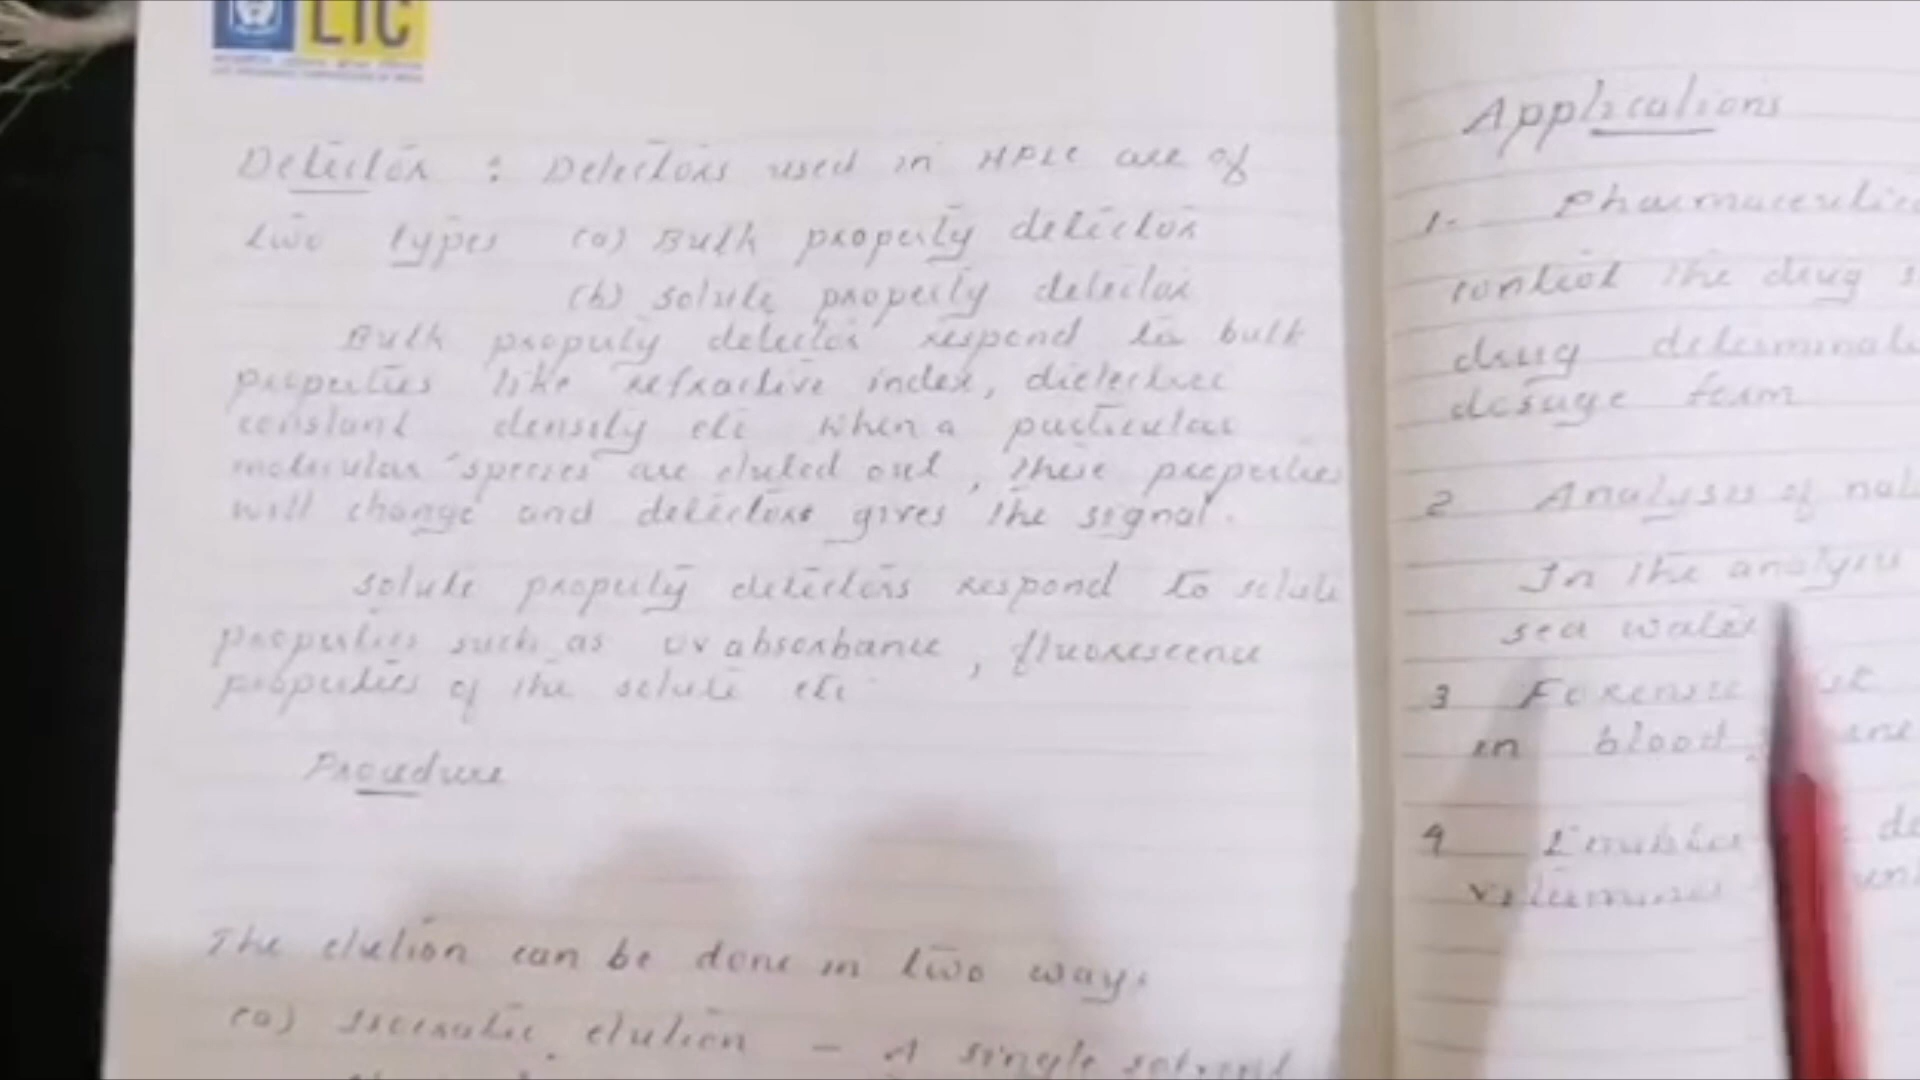 LIC
Detector : Detectors used in HPLC are of
two types (a) Bulk property detector
(b) solute property detector
Bulk property detector respond to bulk
properties like refractive index, dielectric
constant density etc when a particular
molecular species are eluted out, these properties
will change and detectors gives the signal.
solute property detectors respond to solute
properties such as uv absorbance, fluorescence
properties of the solute etc
Procedure
The elution can be done in two ways
(a) Isocratic elution - A single solvent
Applications
1. Pharmaceutic
control the drug s
drug determinat
dosage form
2 Analysis of nat
In the analysis
sea water
3 Forensic
in blood
4